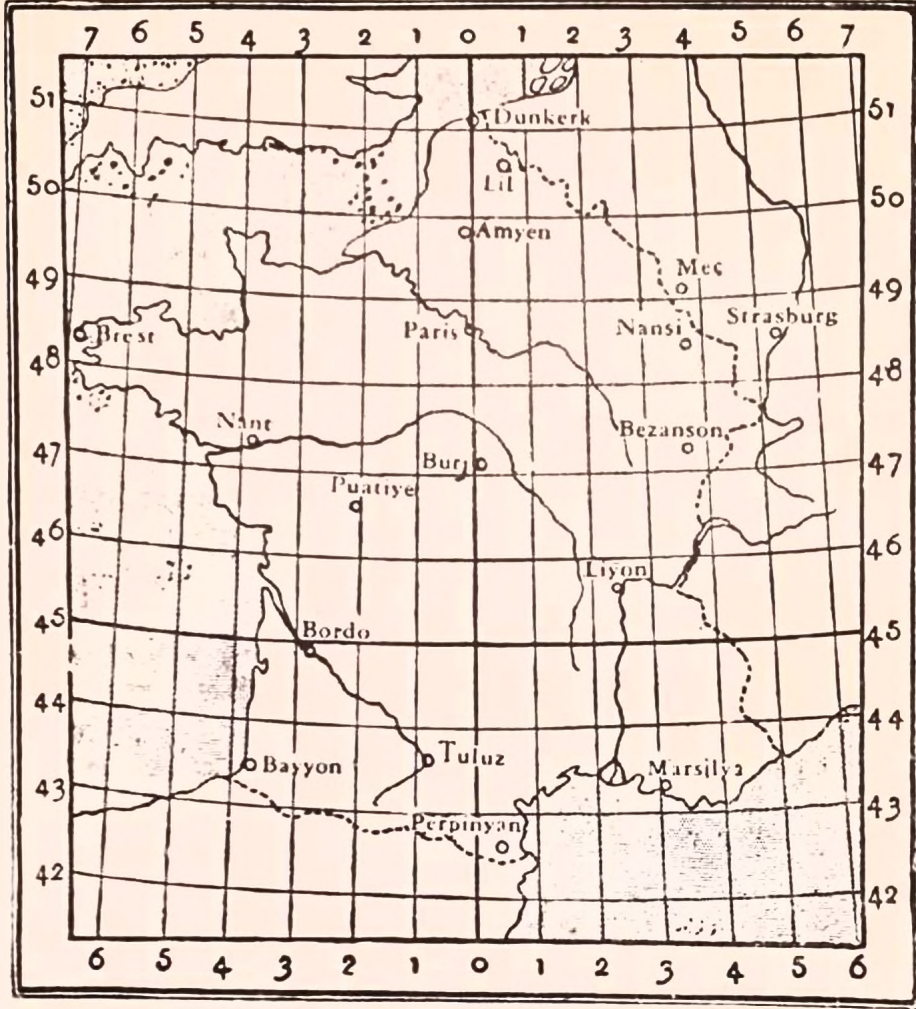 7 6 5 4 3 2 1 0 1 2 3 4 5 6 7
51 51
Dunkerk
Lil
50 50
Amyen
Meç
49 49
Paris Nansi Strasburg
Brest
48 48
Nant Bezanson
47 Burj 47
Puatiye
46 46
Liyon
45 45
Bordo
44 44
Bayyon Tuluz Marsilya
43 43
Perpinyan
42 42
6 5 4 3 2 1 0 1 2 3 4 5 6